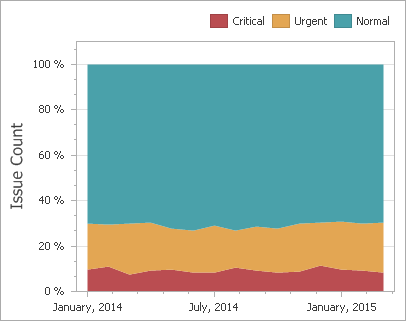 Critical Urgent Normal
Issue Count
100 %
80 %
60 %
40 %
20 %
0 %
January, 2014 July, 2014 January, 2015